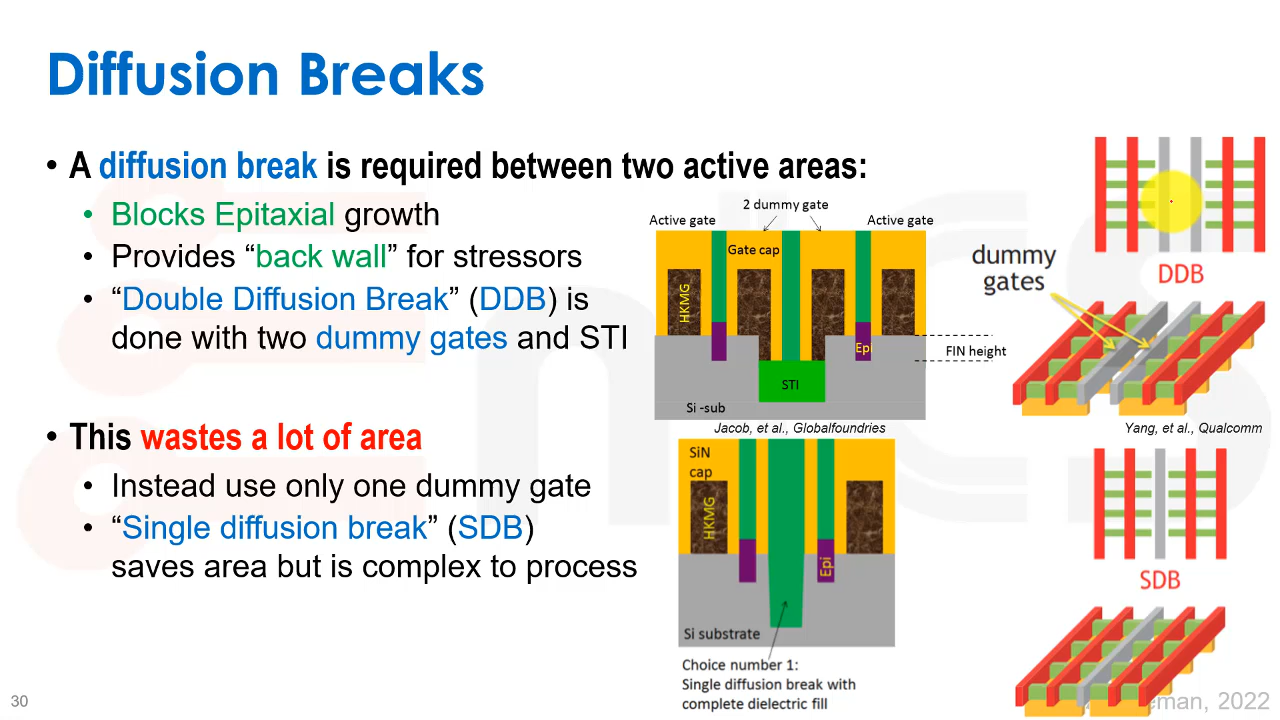 Diffusion Breaks
• A diffusion break is required between two active areas:
• Blocks Epitaxial growth
• Provides “back wall” for stressors
• “Double Diffusion Break” (DDB) is
done with two dummy gates and STI
• This wastes a lot of area
• Instead use only one dummy gate
• “Single diffusion break” (SDB)
saves area but is complex to process
2 dummy gate
Active gate
Active gate
Gate cap
HKMG
Epi
FIN height
STI
Si -sub
Jacob, et al., Globalfoundries
SiN
cap
HKMG
Epi
Si substrate
Choice number 1:
Single diffusion break with
complete dielectric fill
DDB
dummy
gates
Yang, et al., Qualcomm
SDB
eman, 2022
30